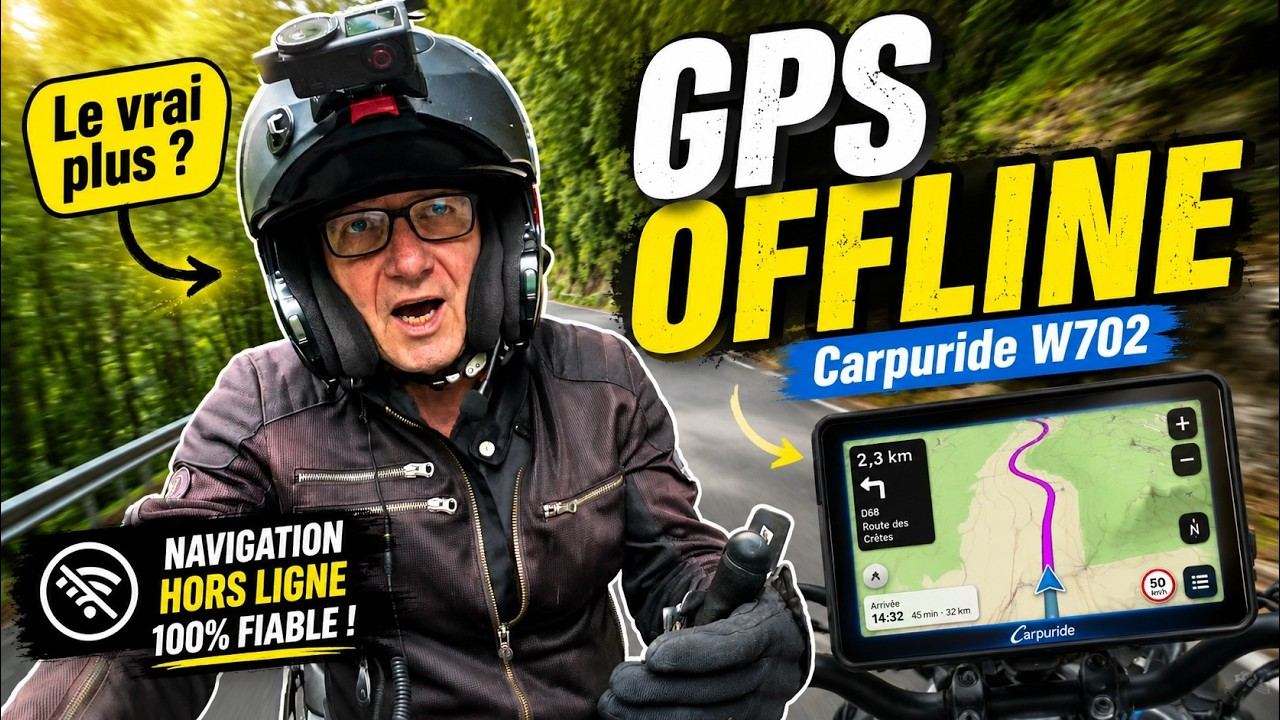 Le vrai
plus ?
GPS
OFFLINE
Carpuride W702
2,3 km
D68
Route des
Crêtes
+
−
N
50
km/h
Arrivée
14:32 45 min · 32 km
Carpuride
NAVIGATION
HORS LIGNE
100% FIABLE !